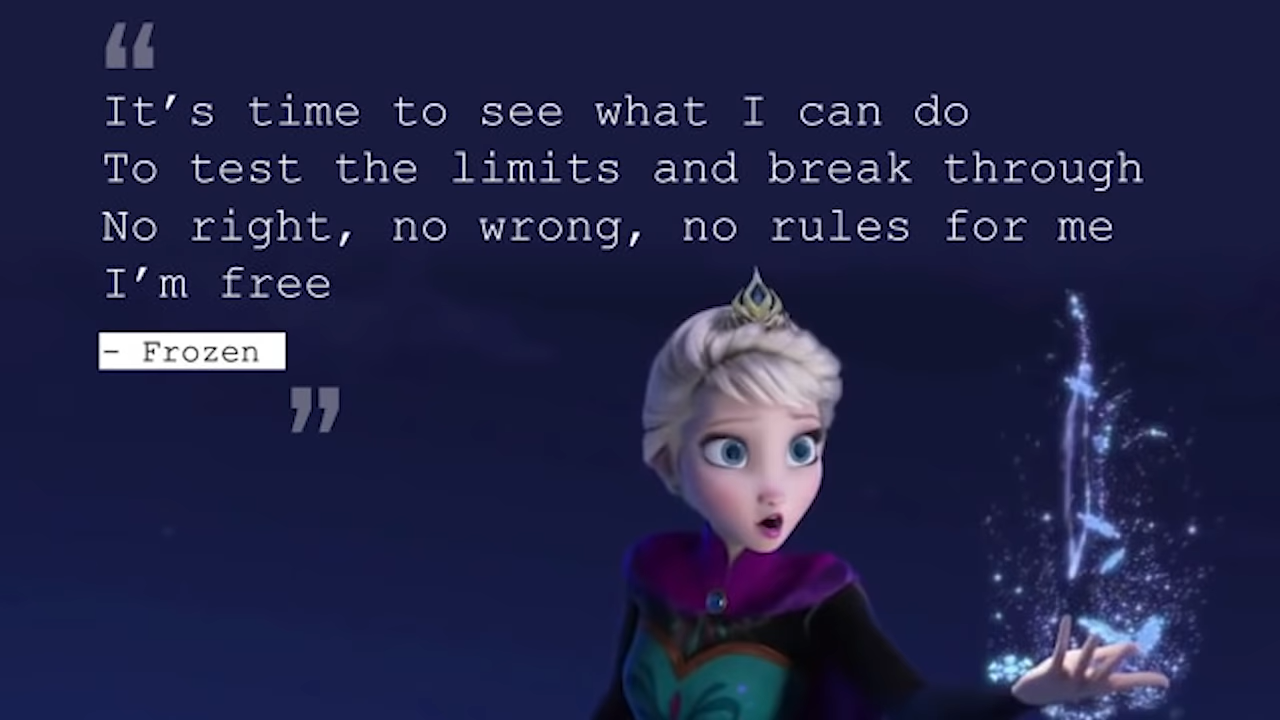 “
It’s time to see what I can do
To test the limits and break through
No right, no wrong, no rules for me
I’m free
- Frozen
”